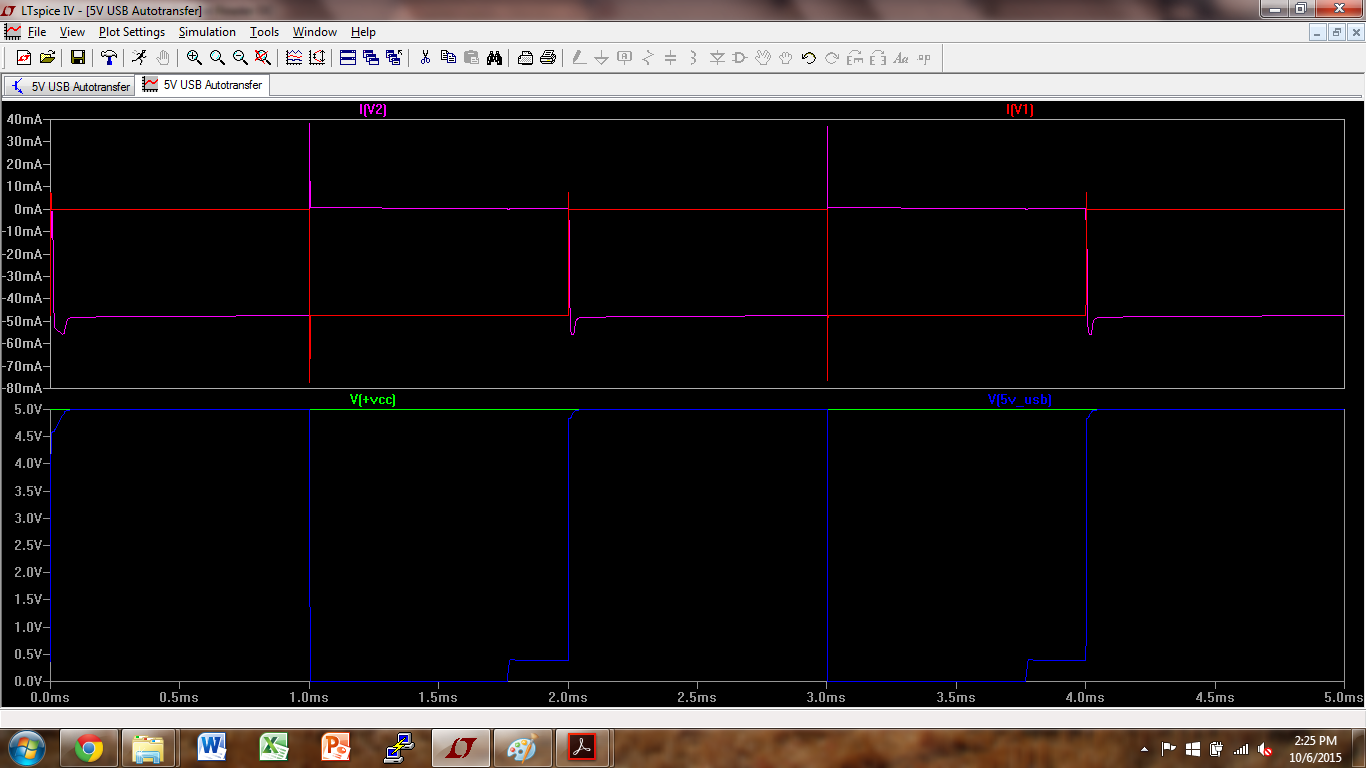 LTspice IV - [5V USB Autotransfer]
File View Plot Settings Simulation Tools Window Help
5V USB Autotransfer 5V USB Autotransfer
I(V2) I(V1)
40mA
30mA
20mA
10mA
0mA
-10mA
-20mA
-30mA
-40mA
-50mA
-60mA
-70mA
-80mA
V(+vcc) V(5v_usb)
5.0V
4.5V
4.0V
3.5V
3.0V
2.5V
2.0V
1.5V
1.0V
0.5V
0.0V
0.0ms 0.5ms 1.0ms 1.5ms 2.0ms 2.5ms 3.0ms 3.5ms 4.0ms 4.5ms 5.0ms
2:25 PM
10/6/2015